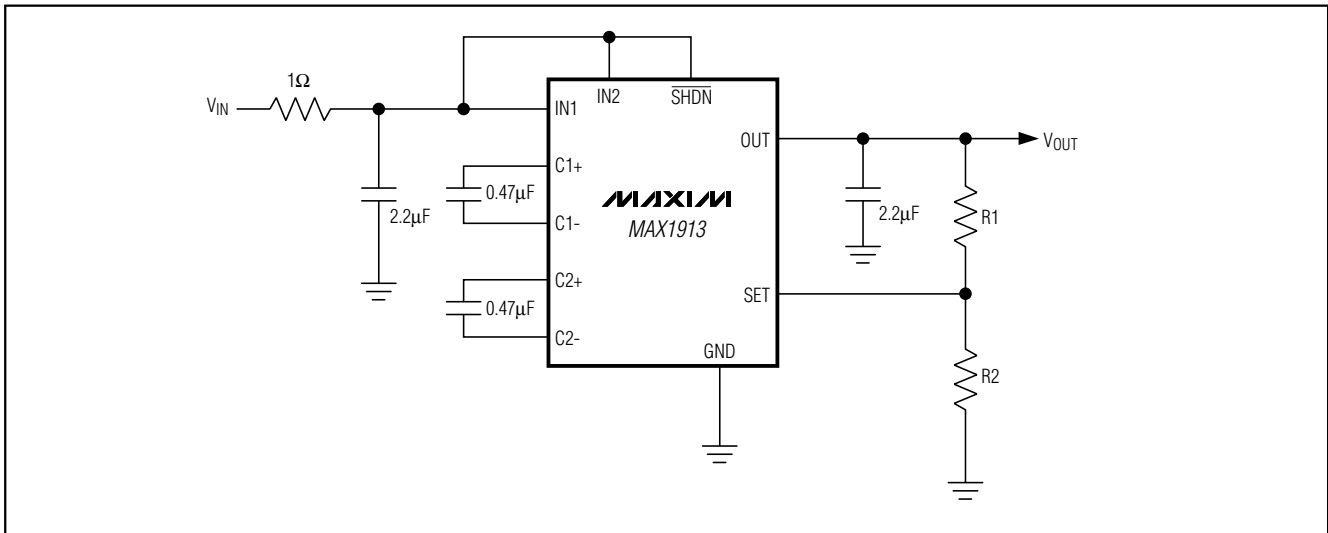 1Ω
V_IN
IN1
IN2
S̅H̅D̅N̅
C1+
0.47µF
C1-
2.2µF
C2+
0.47µF
C2-
MAXIM
MAX1913
GND
OUT
SET
V_OUT
2.2µF
R1
R2